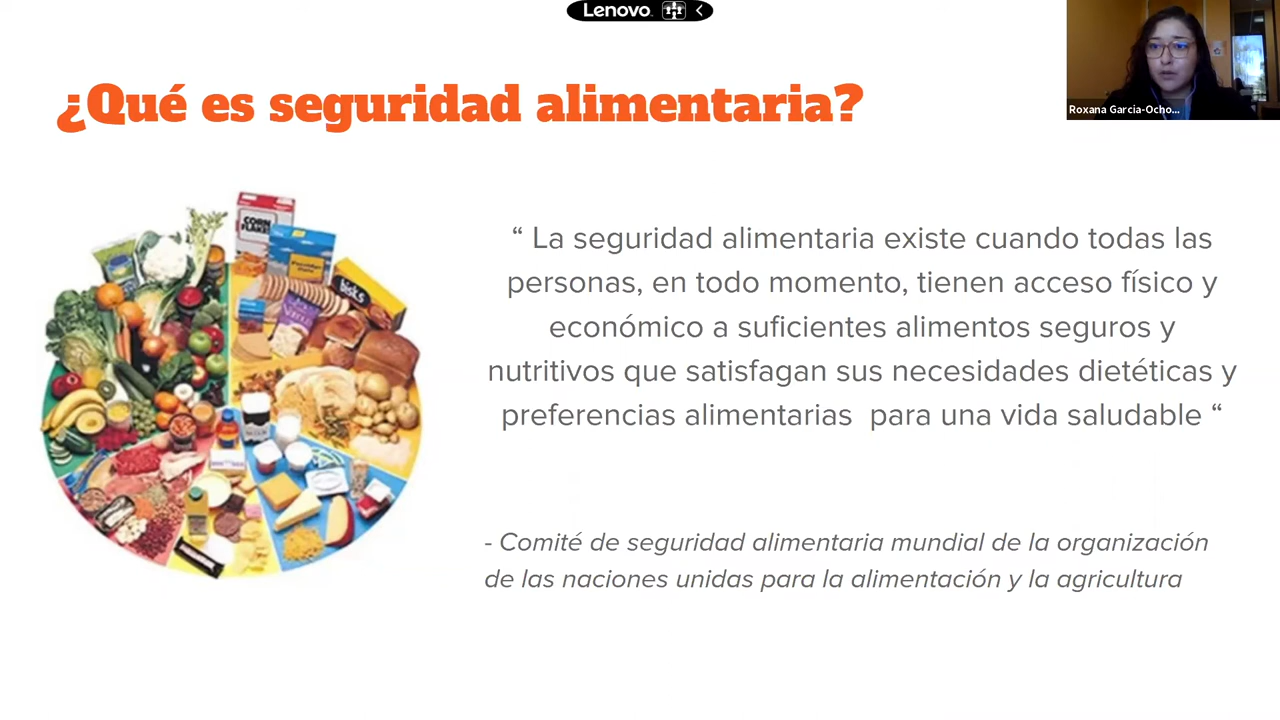 Lenovo
Roxana Garcia-Ocho...
¿Qué es seguridad alimentaria?
CORN
FLAKES
“ La seguridad alimentaria existe cuando todas las
personas, en todo momento, tienen acceso físico y
económico a suficientes alimentos seguros y
nutritivos que satisfagan sus necesidades dietéticas y
preferencias alimentarias  para una vida saludable “
- Comité de seguridad alimentaria mundial de la organización
de las naciones unidas para la alimentación y la agricultura